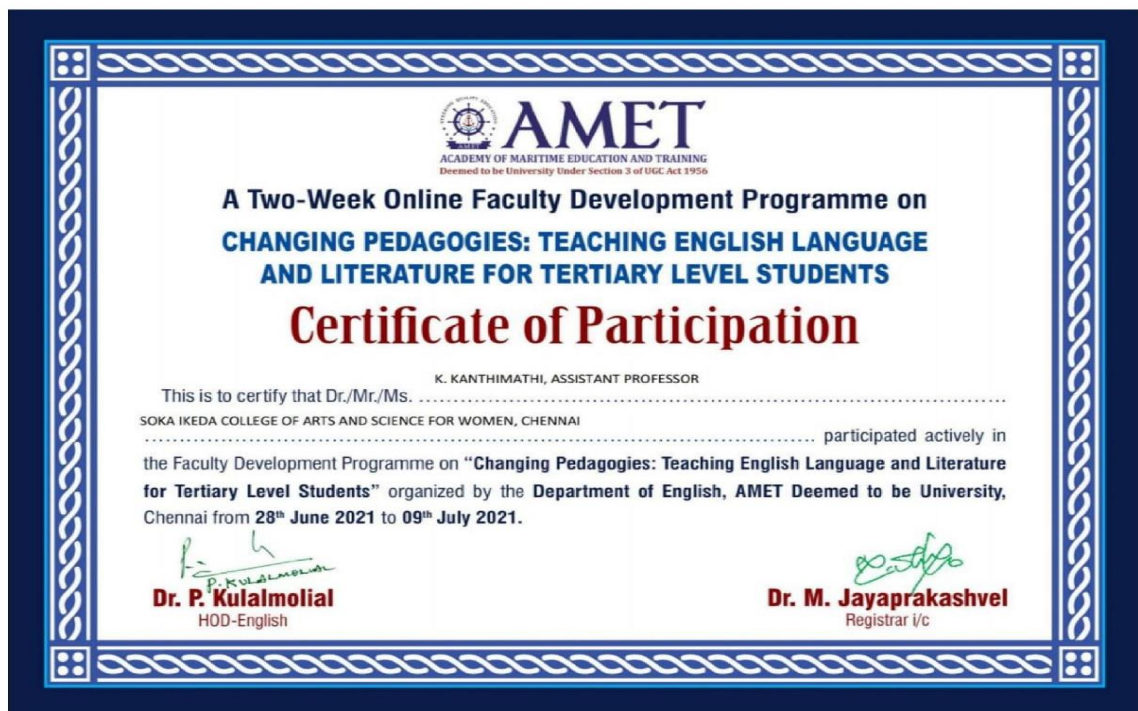 AMET
ACADEMY OF MARITIME EDUCATION AND TRAINING
Deemed to be University Under Section 3 of UGC Act 1956
A Two-Week Online Faculty Development Programme on
CHANGING PEDAGOGIES: TEACHING ENGLISH LANGUAGE
AND LITERATURE FOR TERTIARY LEVEL STUDENTS
Certificate of Participation
K. KANTHIMATHI, ASSISTANT PROFESSOR
This is to certify that Dr./Mr./Ms. ........................................................................
SOKA IKEDA COLLEGE OF ARTS AND SCIENCE FOR WOMEN, CHENNAI
........................................................................ participated actively in
the Faculty Development Programme on “Changing Pedagogies: Teaching English Language and Literature
for Tertiary Level Students” organized by the Department of English, AMET Deemed to be University,
Chennai from 28th June 2021 to 09th July 2021.
P. KULALMOLIAL
Dr. P. Kulalmolial
HOD-English
Dr. M. Jayaprakashvel
Registrar i/c